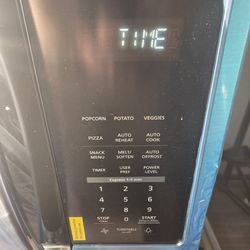 TIME
POPCORN POTATO VEGGIES
PIZZA AUTO REHEAT AUTO COOK
SNACK MENU MELT/ SOFTEN AUTO DEFROST
TIMER USER PREF POWER LEVEL
Express 1-6 min
1 2 3
4 5 6
7 8 9
STOP 0 START
TURNTABLE